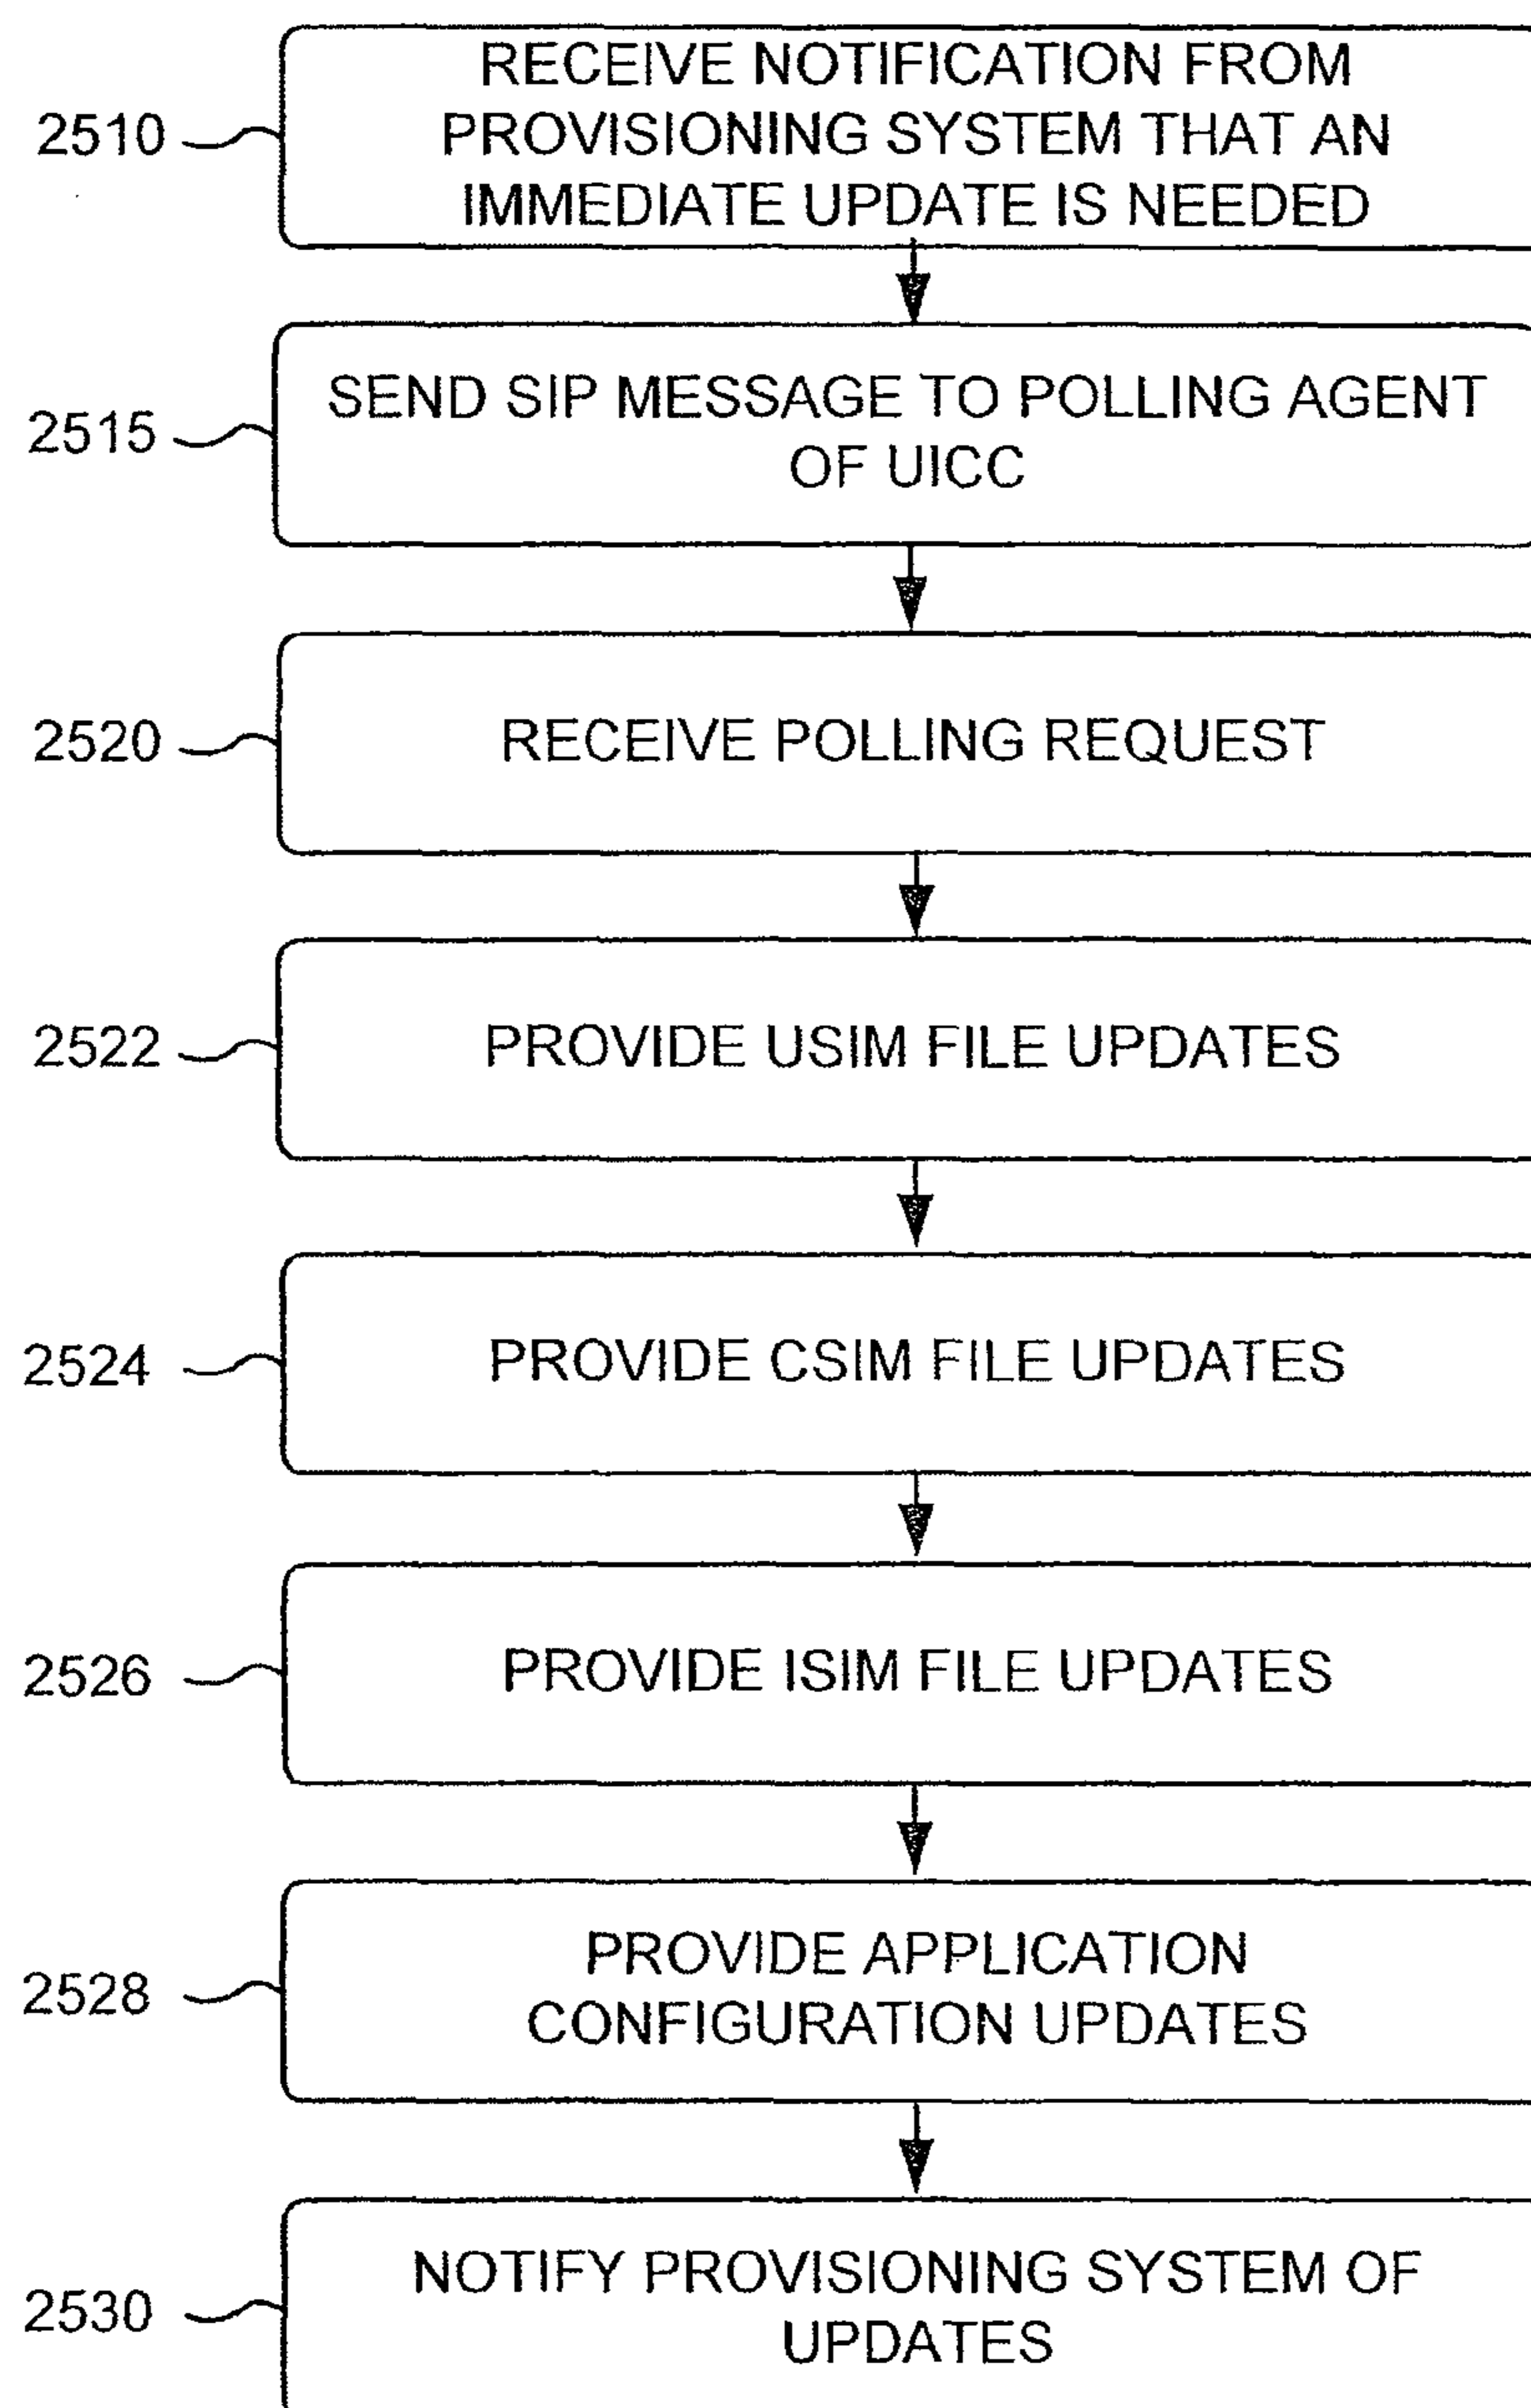 2510
RECEIVE NOTIFICATION FROM
PROVISIONING SYSTEM THAT AN
IMMEDIATE UPDATE IS NEEDED
2515
SEND SIP MESSAGE TO POLLING AGENT
OF UICC
2520
RECEIVE POLLING REQUEST
2522
PROVIDE USIM FILE UPDATES
2524
PROVIDE CSIM FILE UPDATES
2526
PROVIDE ISIM FILE UPDATES
2528
PROVIDE APPLICATION
CONFIGURATION UPDATES
2530
NOTIFY PROVISIONING SYSTEM OF
UPDATES